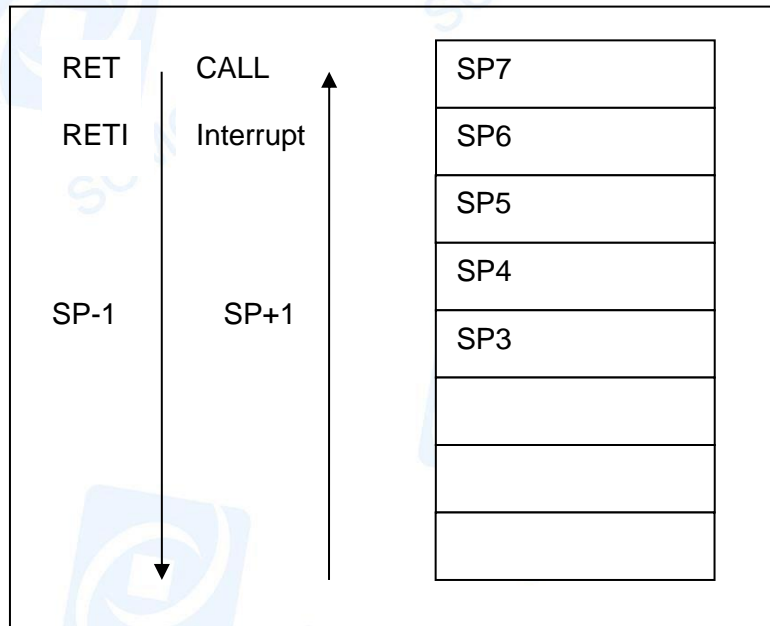 RET CALL SP7
RETI Interrupt SP6
SP5
SP4
SP-1 SP+1
SP3